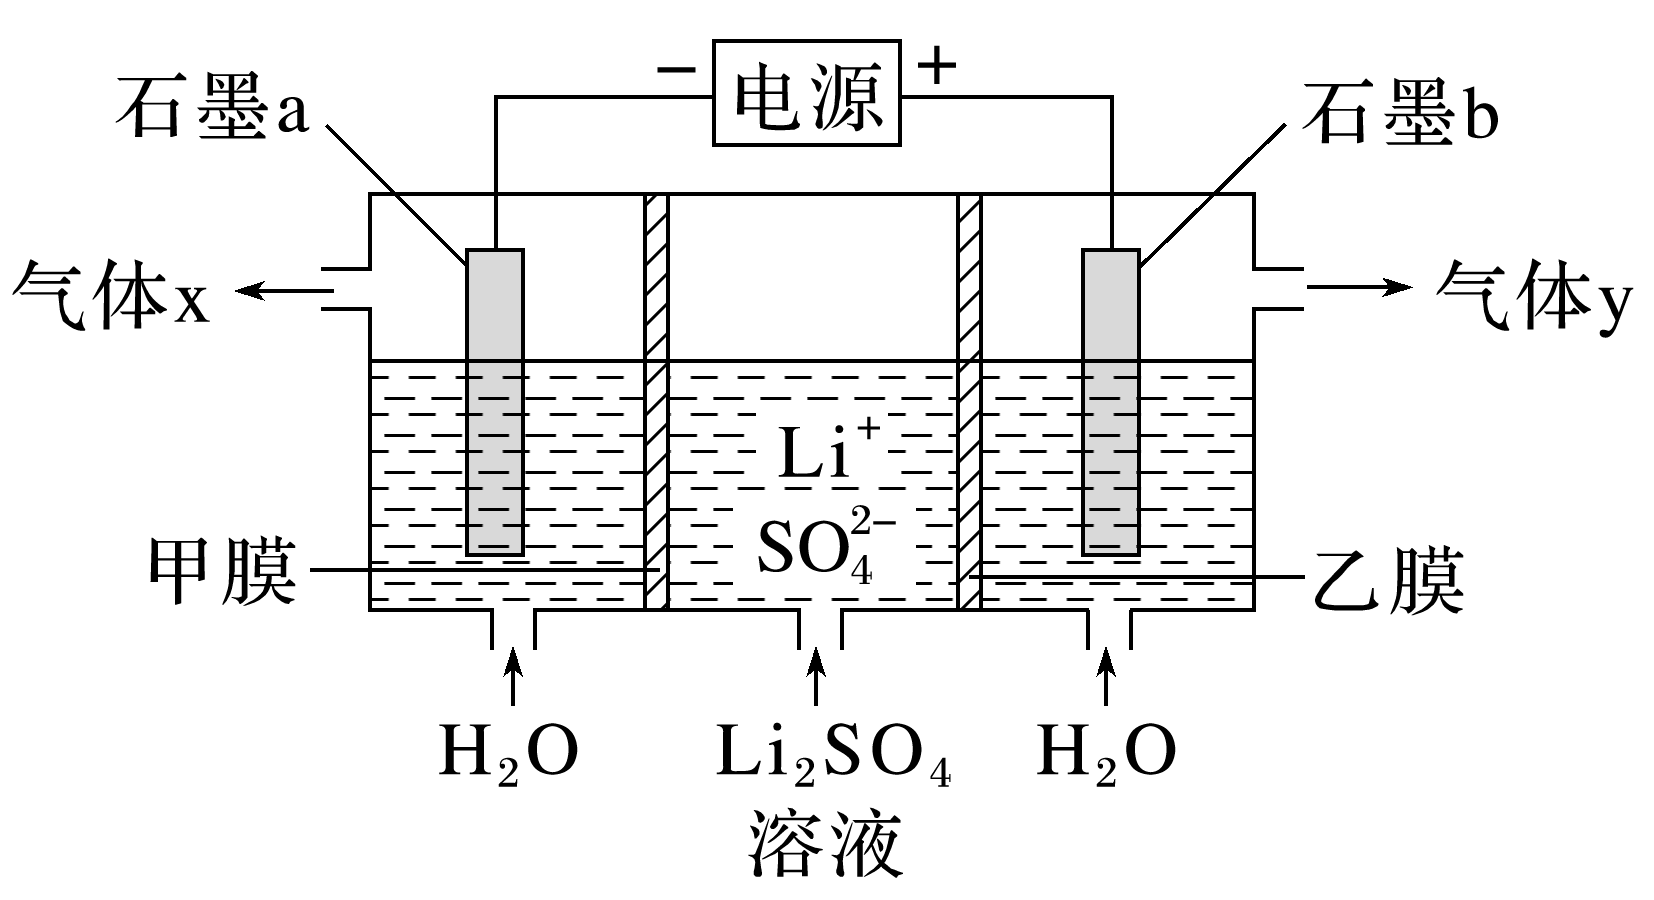 − 电源 +
石墨a
石墨b
气体x
气体y
Li⁺
SO₄²⁻
甲膜
乙膜
H₂O
Li₂SO₄
溶液
H₂O